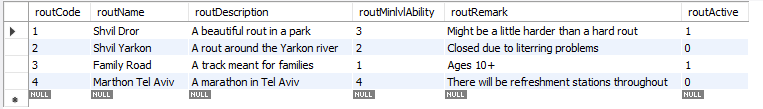 routCode routName routDescription routMinlvlAbility routRemark routActive
1 Shvil Dror A beautiful rout in a park 3 Might be a little harder than a hard rout 1
2 Shvil Yarkon A rout around the Yarkon river 2 Closed due to literring problems 0
3 Family Road A track meant for families 1 Ages 10+ 1
4 Marthon Tel Aviv A marathon in Tel Aviv 4 There will be refreshment stations throughout 0
NULL NULL NULL NULL NULL NULL